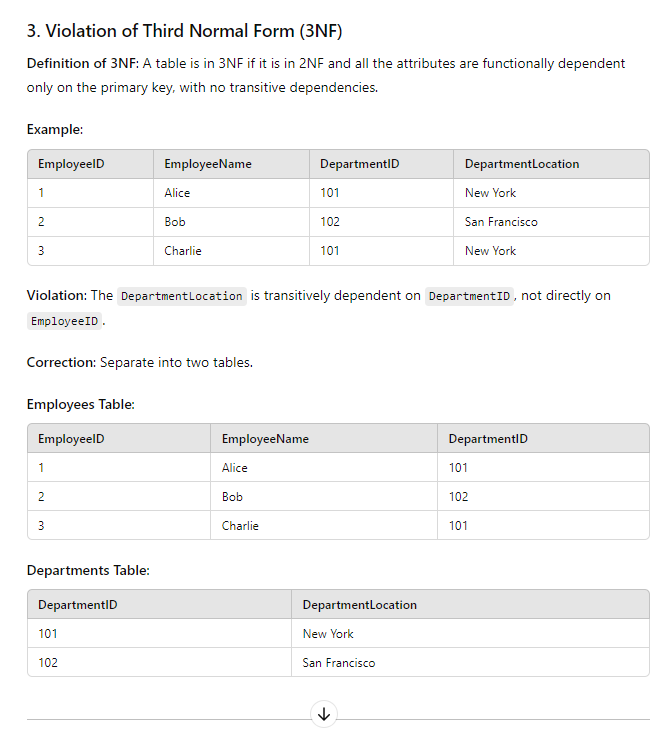 3. Violation of Third Normal Form (3NF)
Definition of 3NF: A table is in 3NF if it is in 2NF and all the attributes are functionally dependent
only on the primary key, with no transitive dependencies.
Example:
EmployeeID EmployeeName DepartmentID DepartmentLocation
1 Alice 101 New York
2 Bob 102 San Francisco
3 Charlie 101 New York
Violation: The DepartmentLocation is transitively dependent on DepartmentID, not directly on
EmployeeID.
Correction: Separate into two tables.
Employees Table:
EmployeeID EmployeeName DepartmentID
1 Alice 101
2 Bob 102
3 Charlie 101
Departments Table:
DepartmentID DepartmentLocation
101 New York
102 San Francisco